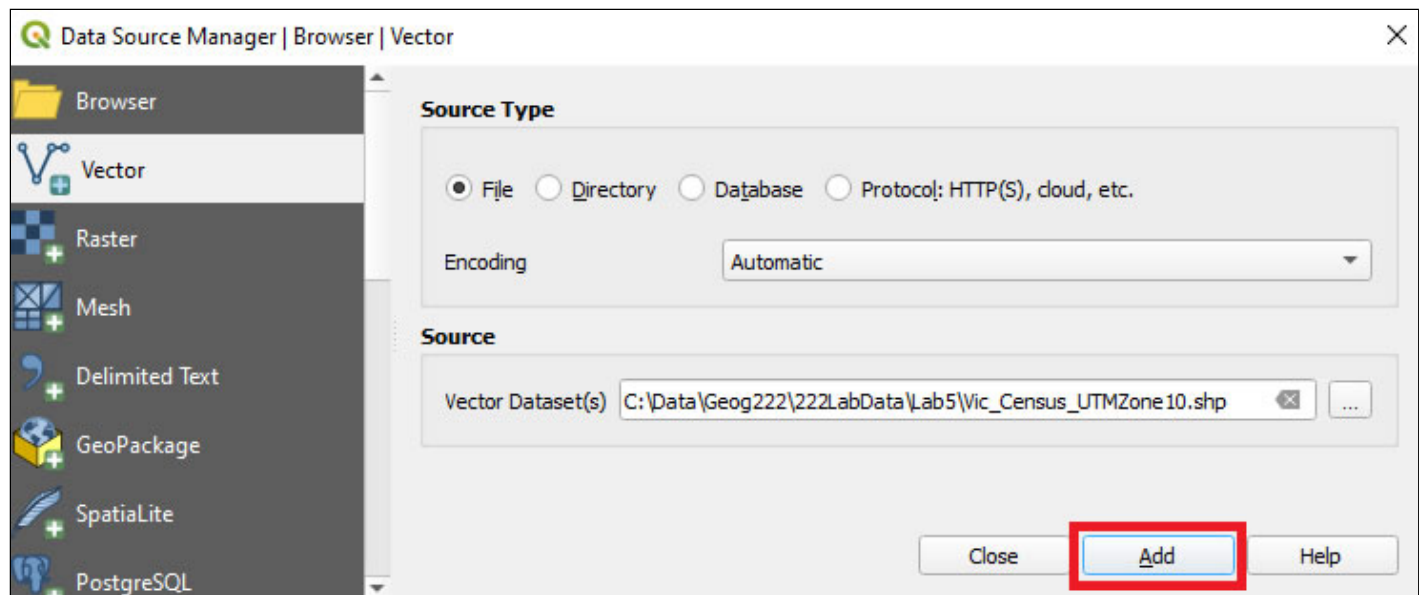 Data Source Manager | Browser | Vector
Browser
Vector
Raster
Mesh
Delimited Text
GeoPackage
SpatiaLite
PostgreSQL
Source Type
File Directory Database Protocol: HTTP(S), cloud, etc.
Encoding Automatic
Source
Vector Dataset(s) C:\Data\Geog222\222LabData\Lab5\Vic_Census_UTMZone10.shp ...
Close Add Help